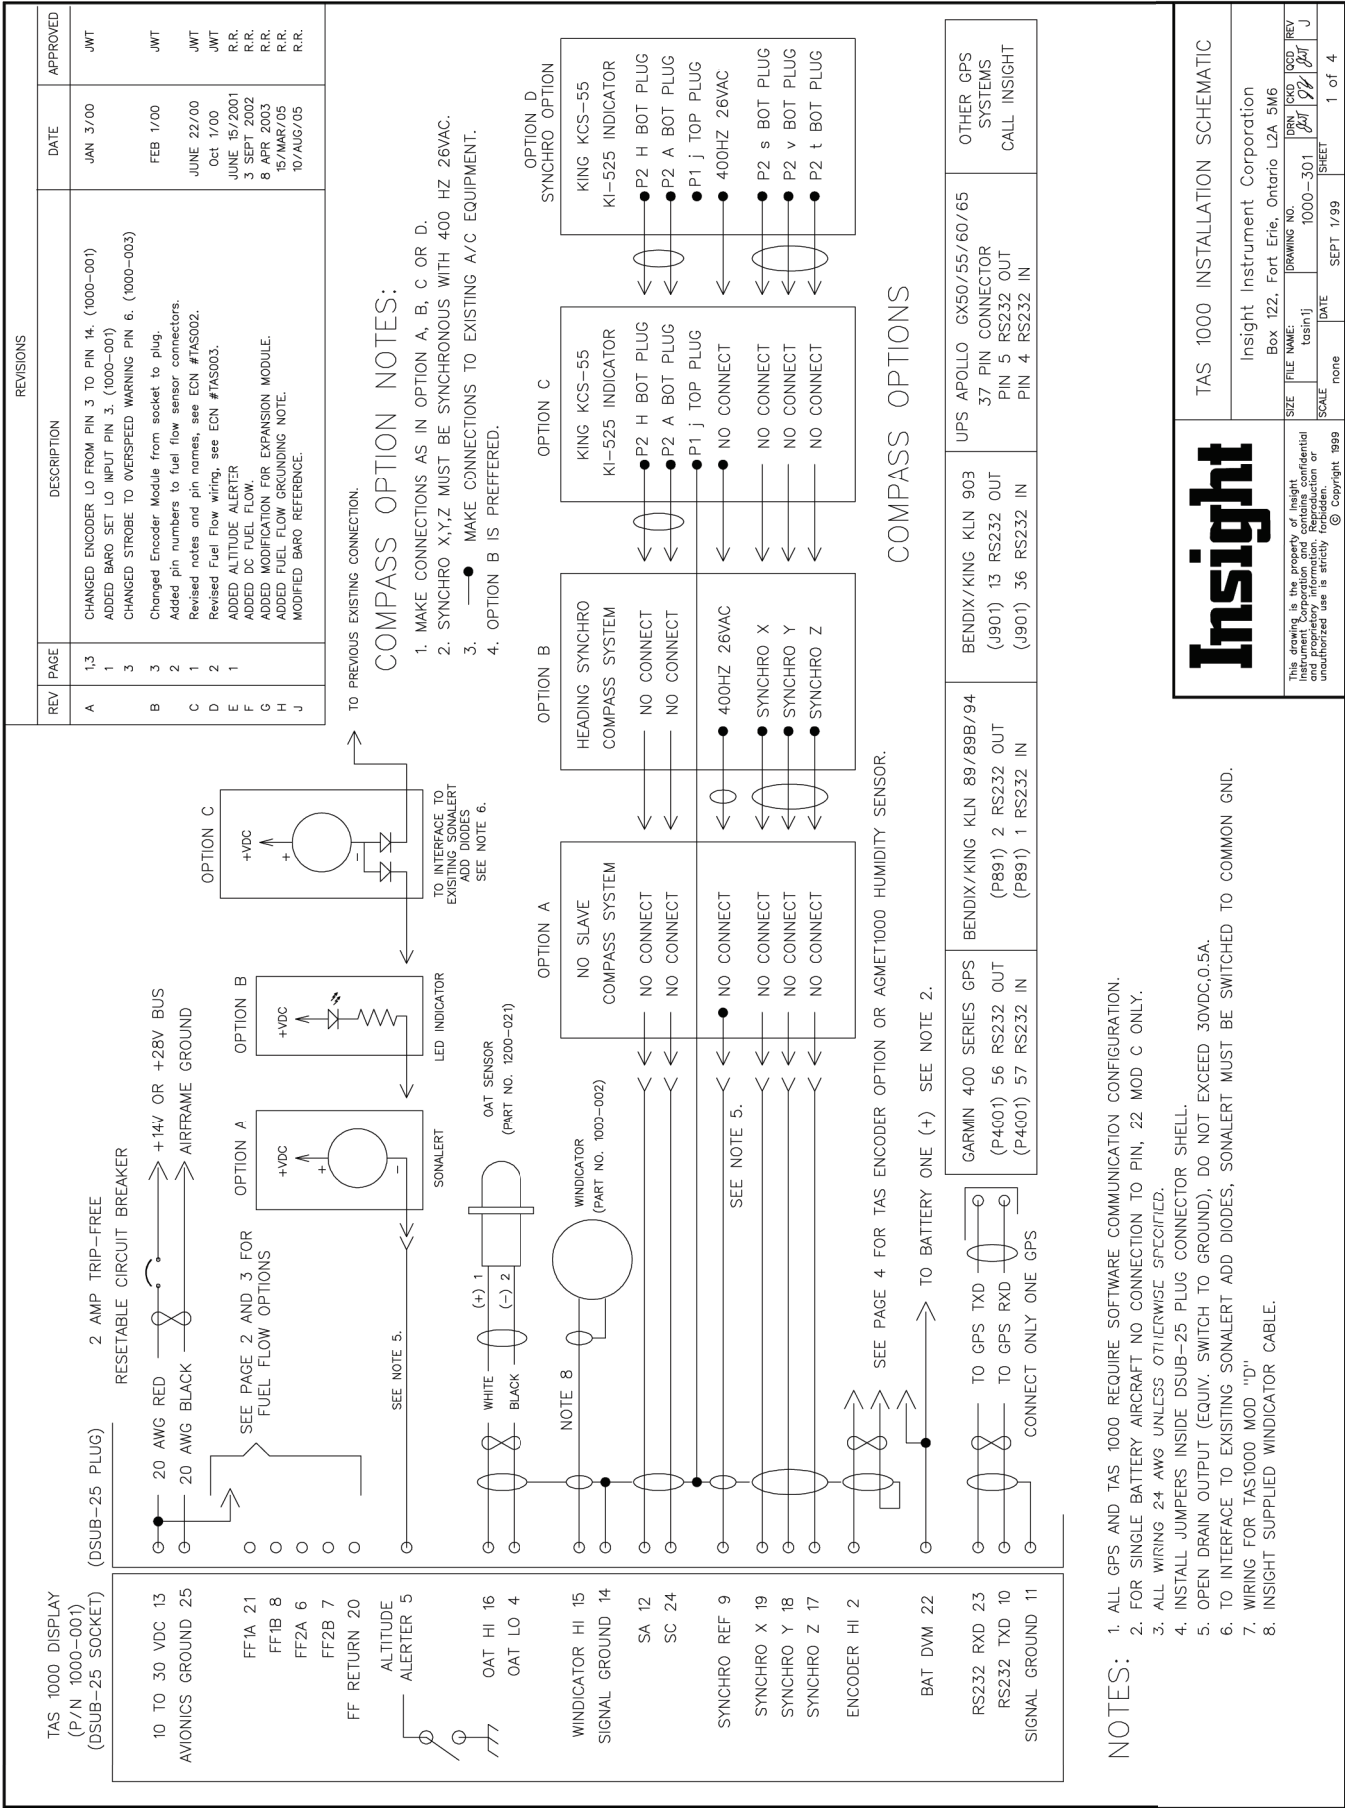 REVISIONS
REV PAGE DESCRIPTION DATE APPROVED
A 1,3 CHANGED ENCODER LO FROM PIN 3 TO PIN 14. (1000-001) JAN 3/00 JWT
1 ADDED BARO SET LO INPUT PIN 3. (1000-001)
3 CHANGED STROBE TO OVERSPEED WARNING PIN 6. (1000-003)
B 3 Changed Encoder Module from socket to plug. FEB 1/00 JWT
2 Added pin numbers to fuel flow sensor connectors.
C 1 Revised notes and pin names, see ECN #TAS002. JUNE 22/00 JWT
D 2 Revised Fuel Flow wiring, see ECN #TAS003. Oct 1/00 JWT
E 1 ADDED ALTITUDE ALERTER JUNE 15/2001 R.R.
F ADDED DC FUEL FLOW. 3 SEPT 2002 R.R.
G ADDED MODIFICATION FOR EXPANSION MODULE. 8 APR 2003 R.R.
H ADDED FUEL FLOW GROUNDING NOTE. 15/MAR/05 R.R.
J MODIFIED BARO REFERENCE. 10/AUG/05 R.R.
TAS 1000 DISPLAY
(P/N 1000-001)
(DSUB-25 SOCKET)
(DSUB-25 PLUG)
10 TO 30 VDC 13
AVIONICS GROUND 25
FF1A 21
FF1B 8
FF2A 6
FF2B 7
FF RETURN 20
ALTITUDE
ALERTER 5
OAT HI 16
OAT LO 4
WINDICATOR HI 15
SIGNAL GROUND 14
SA 12
SC 24
SYNCHRO REF 9
SYNCHRO X 19
SYNCHRO Y 18
SYNCHRO Z 17
ENCODER HI 2
BAT DVM 22
RS232 RXD 23
RS232 TXD 10
SIGNAL GROUND 11
2 AMP TRIP-FREE
RESETABLE CIRCUIT BREAKER
20 AWG RED
20 AWG BLACK
+14V OR +28V BUS
AIRFRAME GROUND
SEE PAGE 2 AND 3 FOR
FUEL FLOW OPTIONS
SEE NOTE 5.
OPTION A
+VDC
+
−
SONALERT
OPTION B
+VDC
LED INDICATOR
OPTION C
+VDC
+
−
TO INTERFACE TO
EXISITING SONALERT
ADD DIODES
SEE NOTE 6.
TO PREVIOUS EXISTING CONNECTION.
WHITE
BLACK
(+) 1
(−) 2
OAT SENSOR
(PART NO. 1200-021)
NOTE 8
WINDICATOR
(PART NO. 1000-002)
SEE NOTE 5.
COMPASS OPTION NOTES:
1. MAKE CONNECTIONS AS IN OPTION A, B, C OR D.
2. SYNCHRO X,Y,Z MUST BE SYNCHRONOUS WITH 400 HZ 26VAC.
3. MAKE CONNECTIONS TO EXISTING A/C EQUIPMENT.
4. OPTION B IS PREFFERED.
OPTION A
NO SLAVE
COMPASS SYSTEM
NO CONNECT
NO CONNECT
NO CONNECT
NO CONNECT
NO CONNECT
NO CONNECT
OPTION B
HEADING SYNCHRO
COMPASS SYSTEM
NO CONNECT
NO CONNECT
400HZ 26VAC
SYNCHRO X
SYNCHRO Y
SYNCHRO Z
OPTION C
KING KCS-55
KI-525 INDICATOR
P2 H BOT PLUG
P2 A BOT PLUG
P1 j TOP PLUG
NO CONNECT
NO CONNECT
NO CONNECT
NO CONNECT
OPTION D
SYNCHRO OPTION
KING KCS-55
KI-525 INDICATOR
P2 H BOT PLUG
P2 A BOT PLUG
P1 j TOP PLUG
400HZ 26VAC
P2 s BOT PLUG
P2 v BOT PLUG
P2 t BOT PLUG
COMPASS OPTIONS
SEE PAGE 4 FOR TAS ENCODER OPTION OR AGMET1000 HUMIDITY SENSOR.
TO BATTERY ONE (+) SEE NOTE 2.
TO GPS TXD
TO GPS RXD
CONNECT ONLY ONE GPS
GARMIN 400 SERIES GPS
(P4001) 56 RS232 OUT
(P4001) 57 RS232 IN
BENDIX/KING KLN 89/89B/94
(P891) 2 RS232 OUT
(P891) 1 RS232 IN
BENDIX/KING KLN 903
(J901) 13 RS232 OUT
(J901) 36 RS232 IN
UPS APOLLO GX50/55/60/65
37 PIN CONNECTOR
PIN 5 RS232 OUT
PIN 4 RS232 IN
OTHER GPS
SYSTEMS
CALL INSIGHT
NOTES:
1. ALL GPS AND TAS 1000 REQUIRE SOFTWARE COMMUNICATION CONFIGURATION.
2. FOR SINGLE BATTERY AIRCRAFT NO CONNECTION TO PIN, 22 MOD C ONLY.
3. ALL WIRING 24 AWG UNLESS OTHERWISE SPECIFIED.
4. INSTALL JUMPERS INSIDE DSUB-25 PLUG CONNECTOR SHELL.
5. OPEN DRAIN OUTPUT (EQUIV. SWITCH TO GROUND), DO NOT EXCEED 30VDC,0.5A.
6. TO INTERFACE TO EXISITING SONALERT ADD DIODES, SONALERT MUST BE SWITCHED TO COMMON GND.
7. WIRING FOR TAS1000 MOD "D"
8. INSIGHT SUPPLIED WINDICATOR CABLE.
Insight
This drawing is the property of Insight
Instrument Corporation and contains confidential
and proprietary information. Reproduction or
unauthorized use is strictly forbidden.
© Copyright 1999
TAS 1000 INSTALLATION SCHEMATIC
Insight Instrument Corporation
Box 122, Fort Erie, Ontario L2A 5M6
SIZE FILE NAME: tasin1j DRAWING NO. 1000-301 DRN JWT CKD QCD JWT REV J
SCALE none DATE SEPT 1/99 SHEET 1 of 4